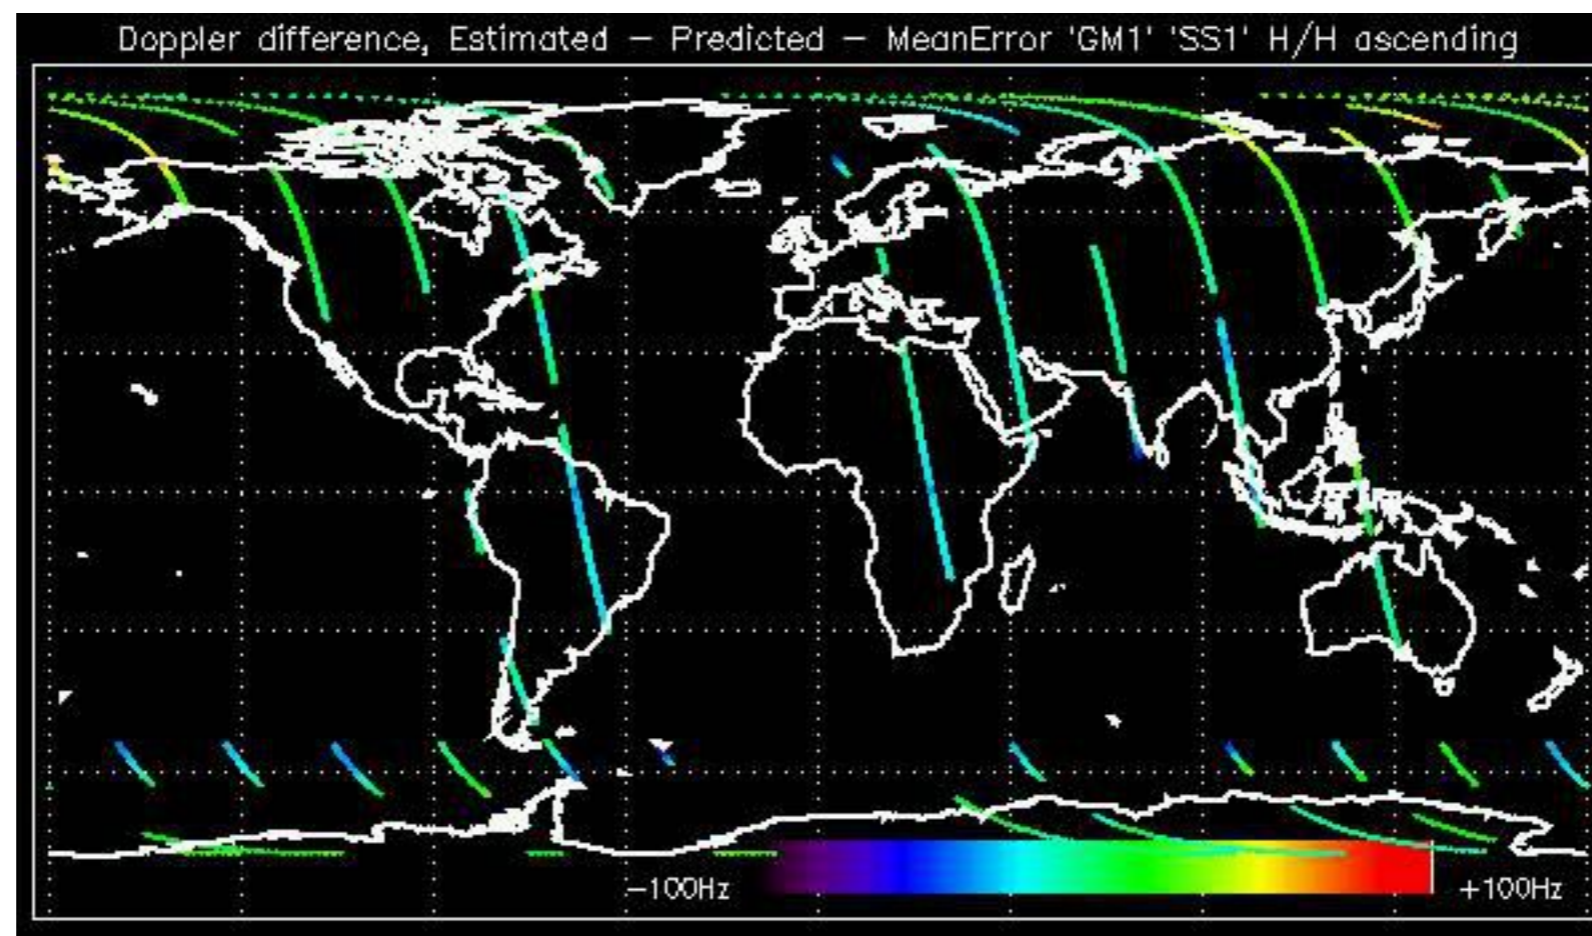 Doppler difference, Estimated – Predicted – MeanError 'GM1' 'SS1' H/H ascending
−100Hz
+100Hz